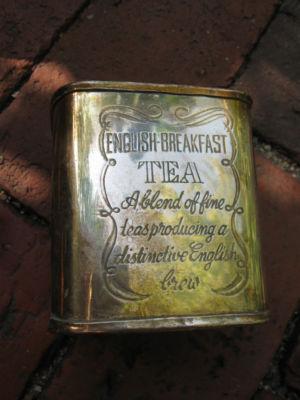 ENGLISH-BREAKFAST
TEA
A blend of fine
teas producing a
distinctive English
brew